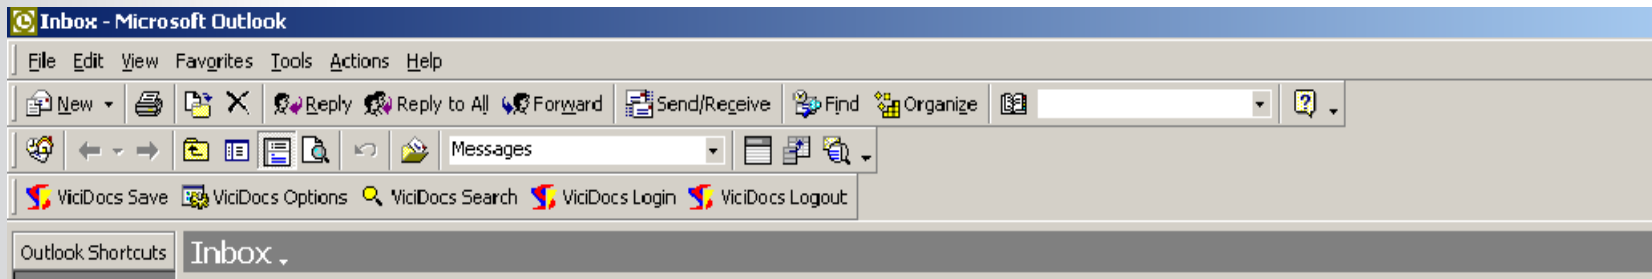 Inbox - Microsoft Outlook
File Edit View Favorites Tools Actions Help
New Reply Reply to All Forward Send/Receive Find Organize
Messages
ViciDocs Save ViciDocs Options ViciDocs Search ViciDocs Login ViciDocs Logout
Outlook Shortcuts Inbox